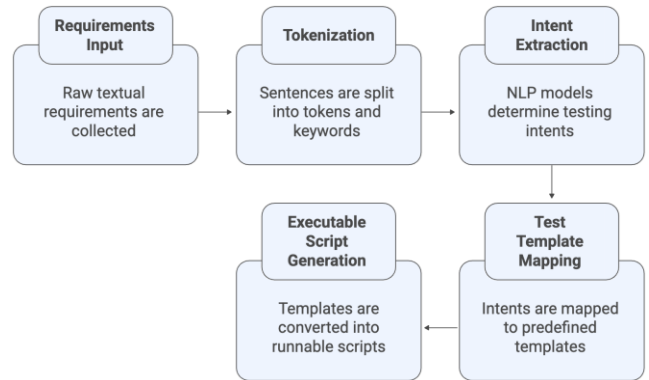 Requirements
Input
Raw textual
requirements are
collected
Tokenization
Sentences are split
into tokens and
keywords
Intent
Extraction
NLP models
determine testing
intents
Test
Template
Mapping
Intents are mapped
to predefined
templates
Executable
Script
Generation
Templates are
converted into
runnable scripts